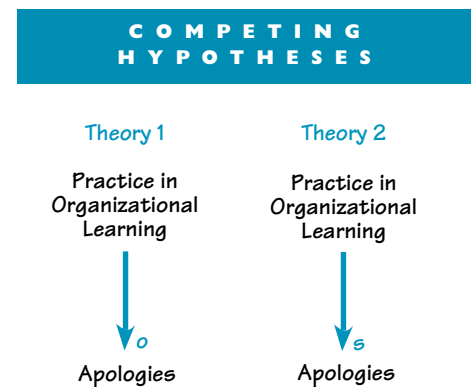 COMPETING
HYPOTHESES
Theory 1
Practice in
Organizational
Learning
o
Apologies
Theory 2
Practice in
Organizational
Learning
s
Apologies